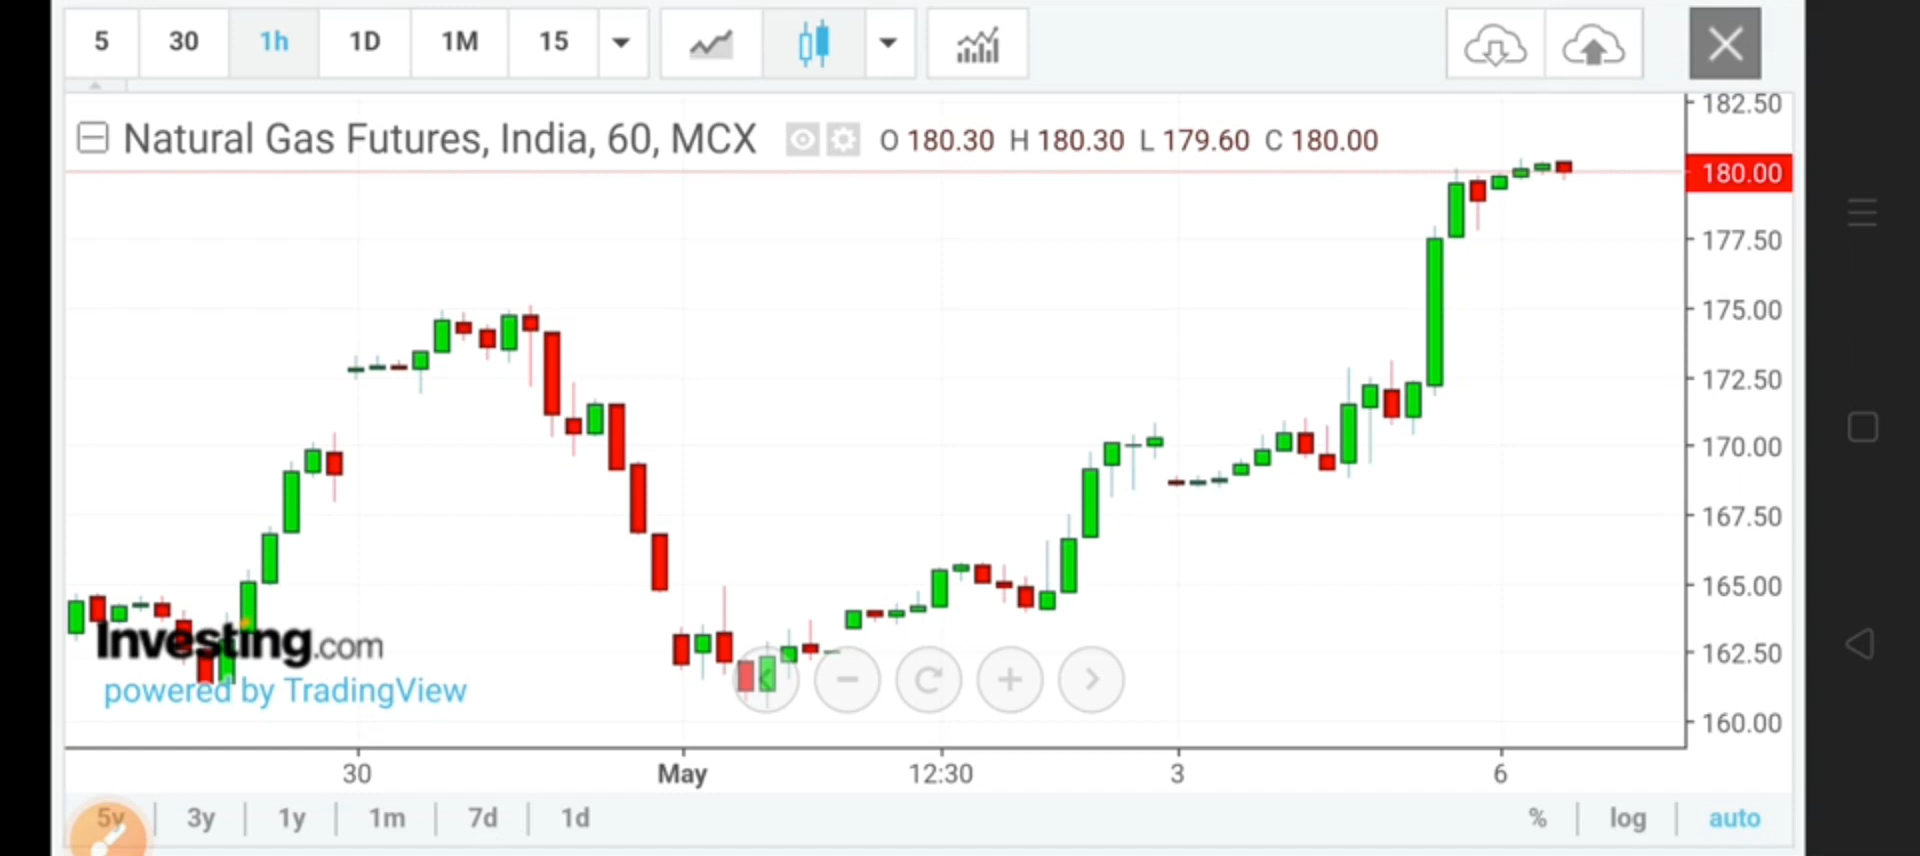 5 30 1h 1D 1M 15
Natural Gas Futures, India, 60, MCX O 180.30 H 180.30 L 179.60 C 180.00
182.50
180.00
177.50
175.00
172.50
170.00
167.50
165.00
162.50
160.00
Investing.com
powered by TradingView
30 May 12:30 3 6
5y 3y 1y 1m 7d 1d % log auto